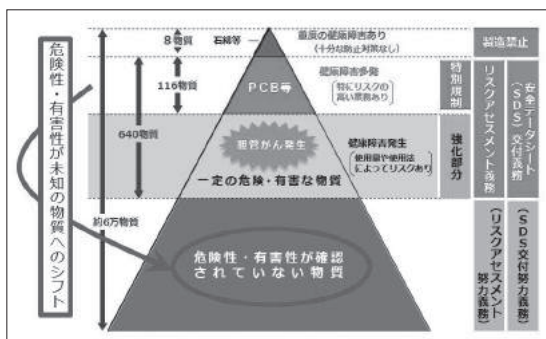 危険性・有害性が未知の物質へのシフト
8物質
116物質
640物質
約6万物質
石綿等
重度の健康障害あり
(十分な防止対策なし)
製造禁止
PCB等
健康障害多発
特にリスクの
高い業務あり
特別規制
胆管がん発生
健康障害発生
使用量や使用法
によってリスクあり
一定の危険・有害な物質
強化部分
リスクアセスメント義務
安全データシート
(SDS)交付義務
危険性・有害性が確認
されていない物質
(リスクアセスメント
努力義務)
(SDS交付努力義務)